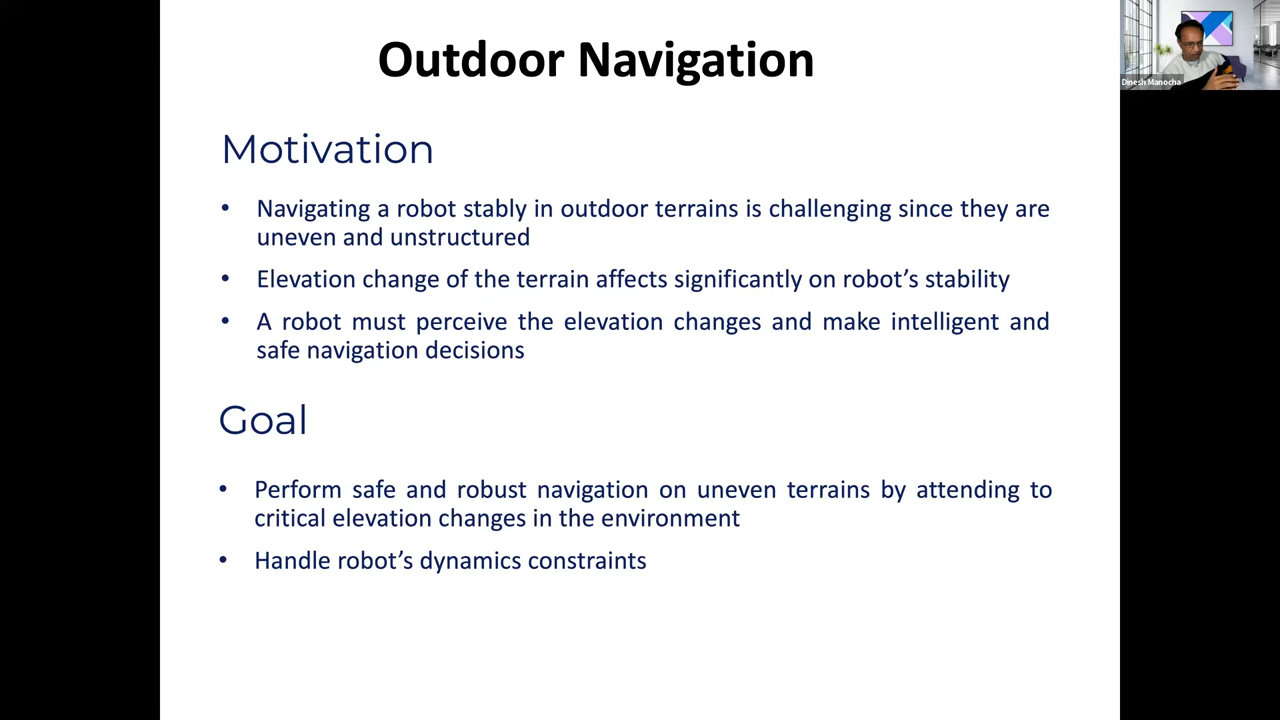 Outdoor Navigation
Dinesh Manocha
Motivation
• Navigating a robot stably in outdoor terrains is challenging since they are
uneven and unstructured
• Elevation change of the terrain affects significantly on robot’s stability
• A robot must perceive the elevation changes and make intelligent and
safe navigation decisions
Goal
• Perform safe and robust navigation on uneven terrains by attending to
critical elevation changes in the environment
• Handle robot’s dynamics constraints